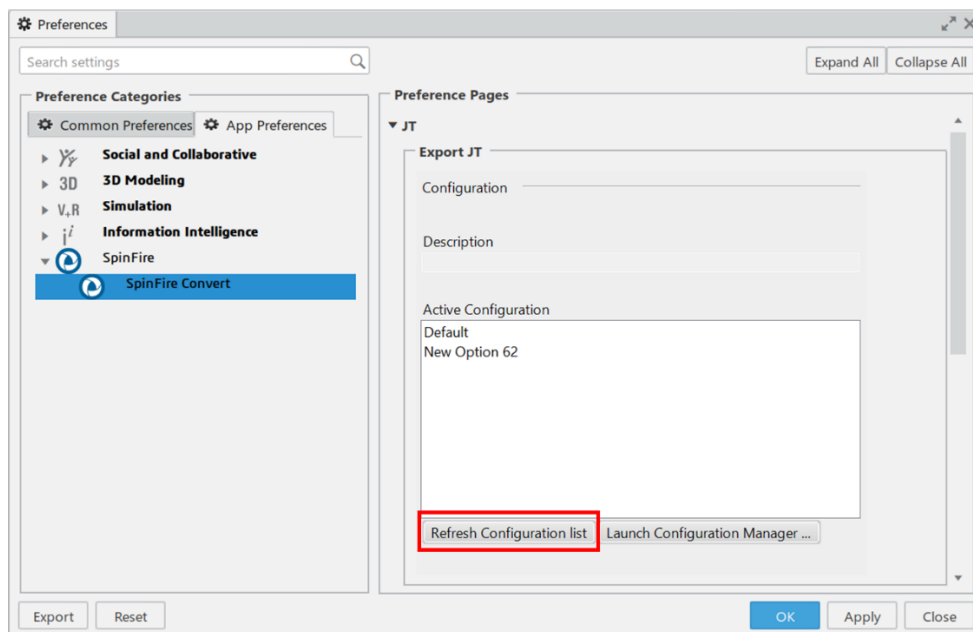 Preferences
Search settings
Expand All
Collapse All
Preference Categories
Common Preferences
App Preferences
Social and Collaborative
3D
3D Modeling
V+R
Simulation
i i
Information Intelligence
SpinFire
SpinFire Convert
Preference Pages
JT
Export JT
Configuration
Description
Active Configuration
Default
New Option 62
Refresh Configuration list
Launch Configuration Manager ...
Export
Reset
OK
Apply
Close